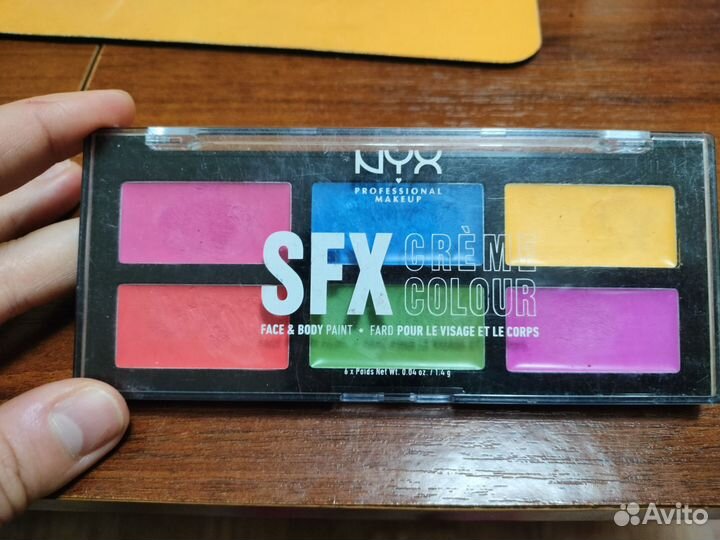 NYX
PROFESSIONAL
MAKEUP
SFX CRÈME
COLOUR
FACE & BODY PAINT • FARD POUR LE VISAGE ET LE CORPS
6 x Poids Net Wt. 0.04 oz. / 1.4 g
Avito